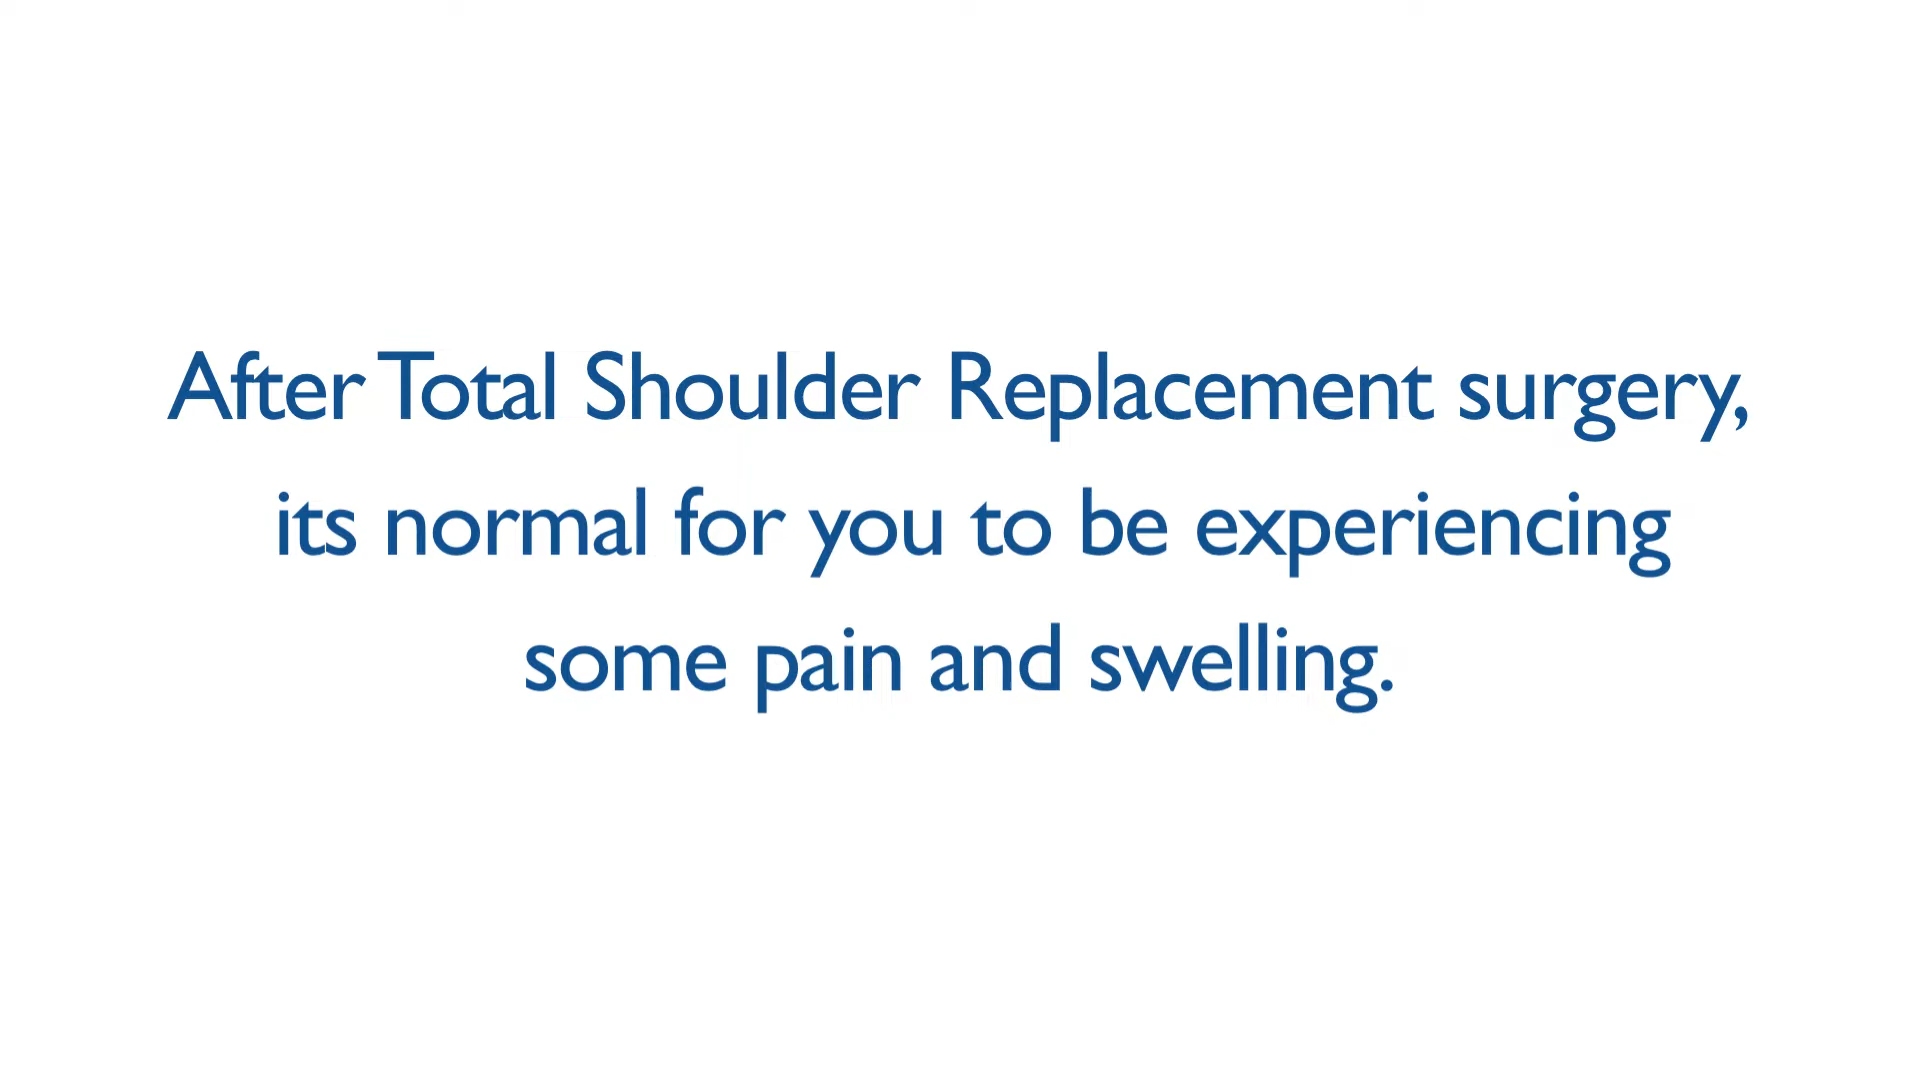 After Total Shoulder Replacement surgery,
its normal for you to be experiencing
some pain and swelling.